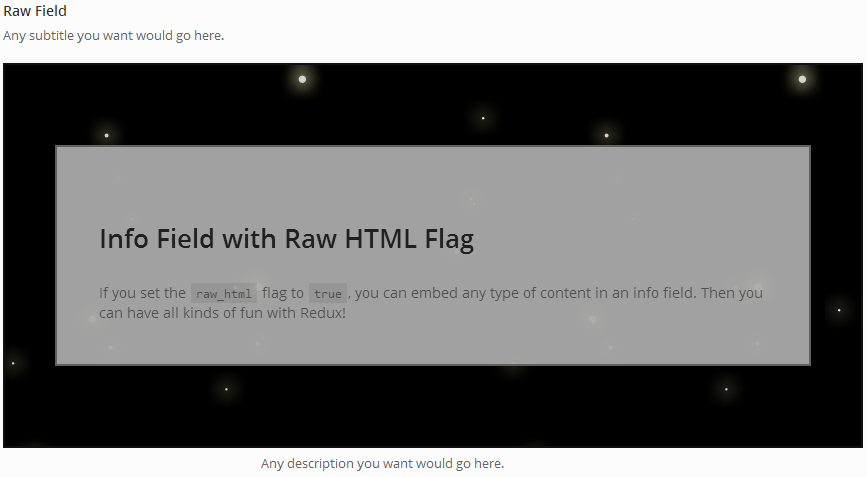 Raw Field
Any subtitle you want would go here.
Info Field with Raw HTML Flag
If you set the raw_html flag to true, you can embed any type of content in an info field. Then you
can have all kinds of fun with Redux!
Any description you want would go here.